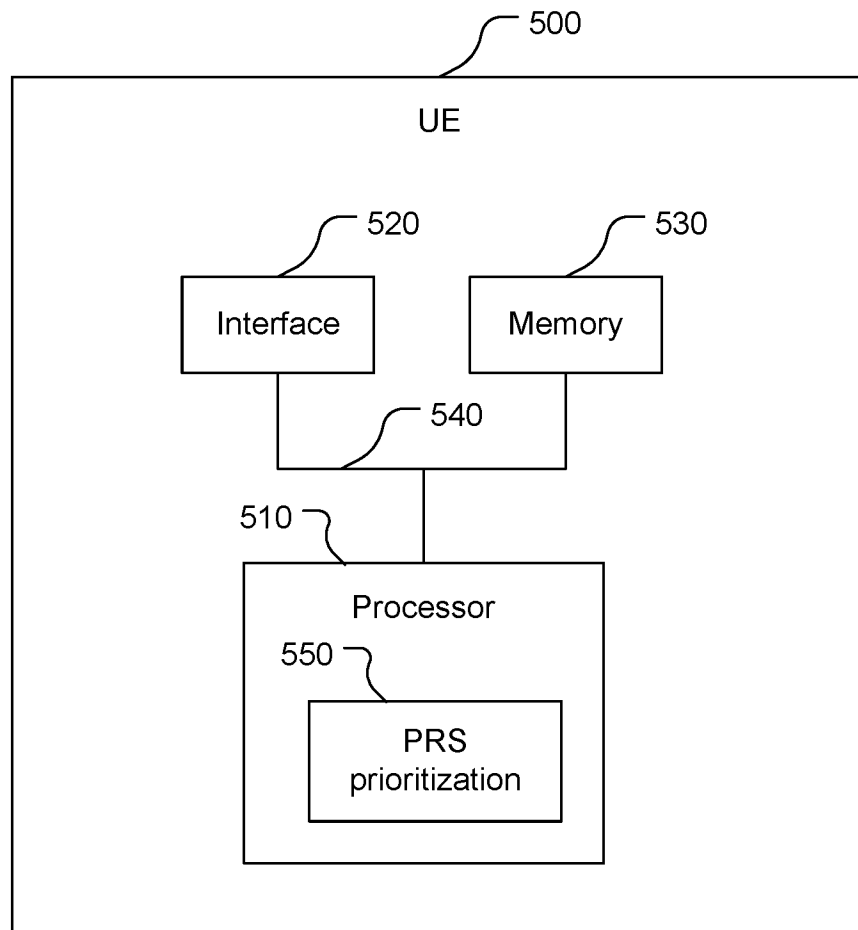 500
UE
520
530
Interface
Memory
540
510
Processor
550
PRS
prioritization